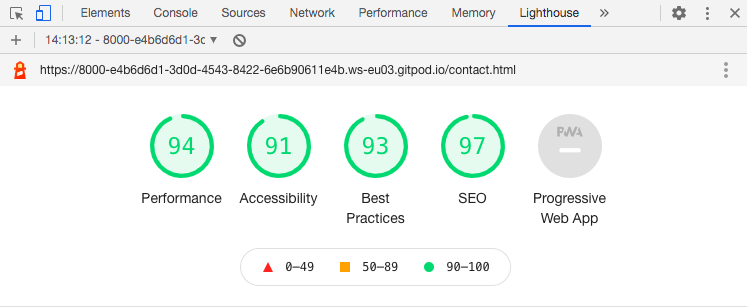 Elements Console Sources Network Performance Memory Lighthouse »
14:13:12 - 8000-e4b6d6d1-3c
https://8000-e4b6d6d1-3d0d-4543-8422-6e6b90611e4b.ws-eu03.gitpod.io/contact.html
94 91 93 97 PWA
Performance Accessibility Best Practices SEO Progressive Web App
0–49 50–89 90–100